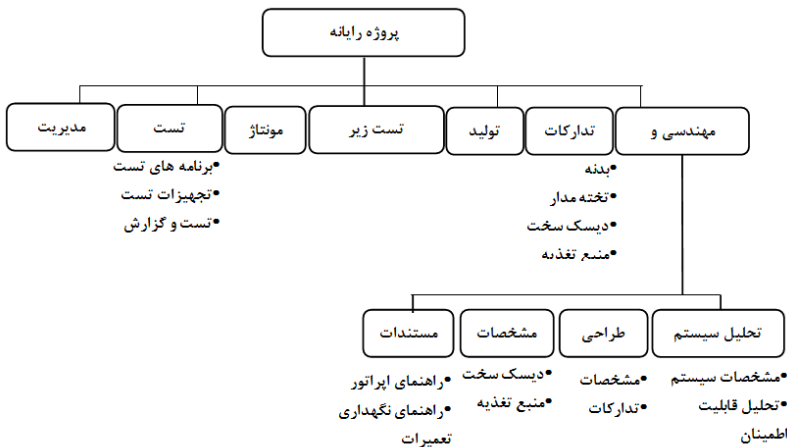 پروژه رایانه
مهندسی و
تدارکات
تولید
تست زیر
مونتاژ
تست
مدیریت
•بدنه
•تخته مدار
•دیسک سخت
•منبع تغذیه
•برنامه های تست
•تجهیزات تست
•تست و گزارش
تحلیل سیستم
طراحی
مشخصات
مستندات
•مشخصات سیستم
•تحلیل قابلیت
اطمینان
•مشخصات
•تدارکات
•دیسک سخت
•منبع تغذیه
•راهنمای اپراتور
•راهنمای نگهداری
تعمیرات